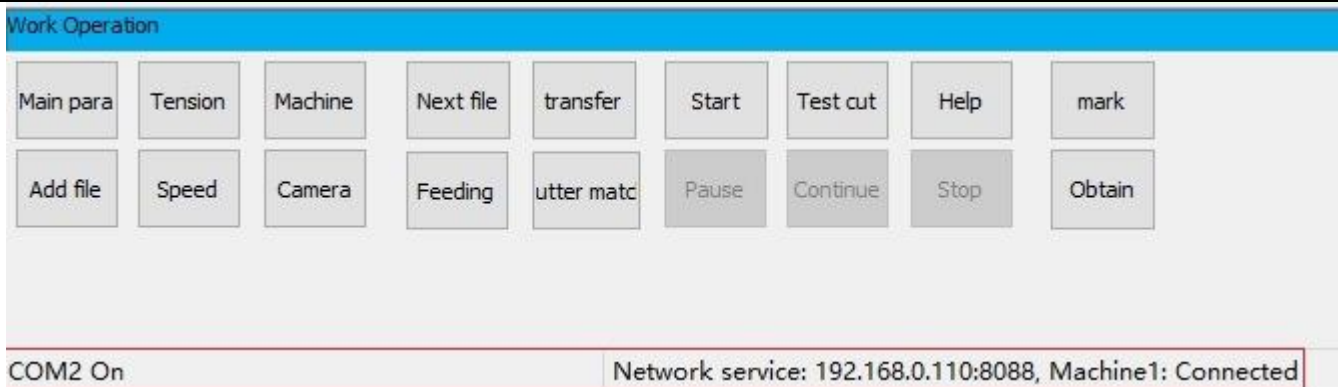 Work Operation
Main para Tension Machine Next file transfer Start Test cut Help mark
Add file Speed Camera Feeding utter matc Pause Continue Stop Obtain
COM2 On Network service: 192.168.0.110:8088, Machine1: Connected